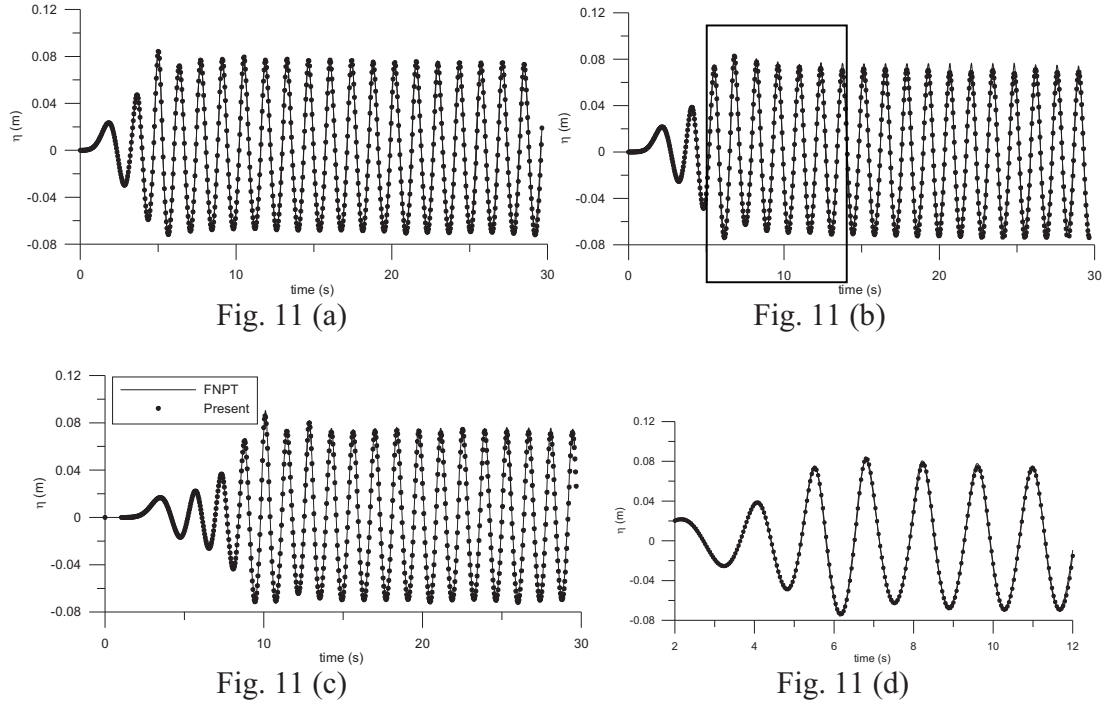 0.12
0.08
0.04
0
-0.04
-0.08
η (m)
0 10 20 30
time (s)
Fig. 11 (a)
0.12
0.08
0.04
0
-0.04
-0.08
η (m)
0 10 20 30
time (s)
Fig. 11 (b)
0.12
0.08
0.04
0
-0.04
-0.08
η (m)
FNPT
Present
0 10 20 30
time (s)
Fig. 11 (c)
0.12
0.08
0.04
0
-0.04
-0.08
η (m)
2 4 6 8 10 12
time (s)
Fig. 11 (d)